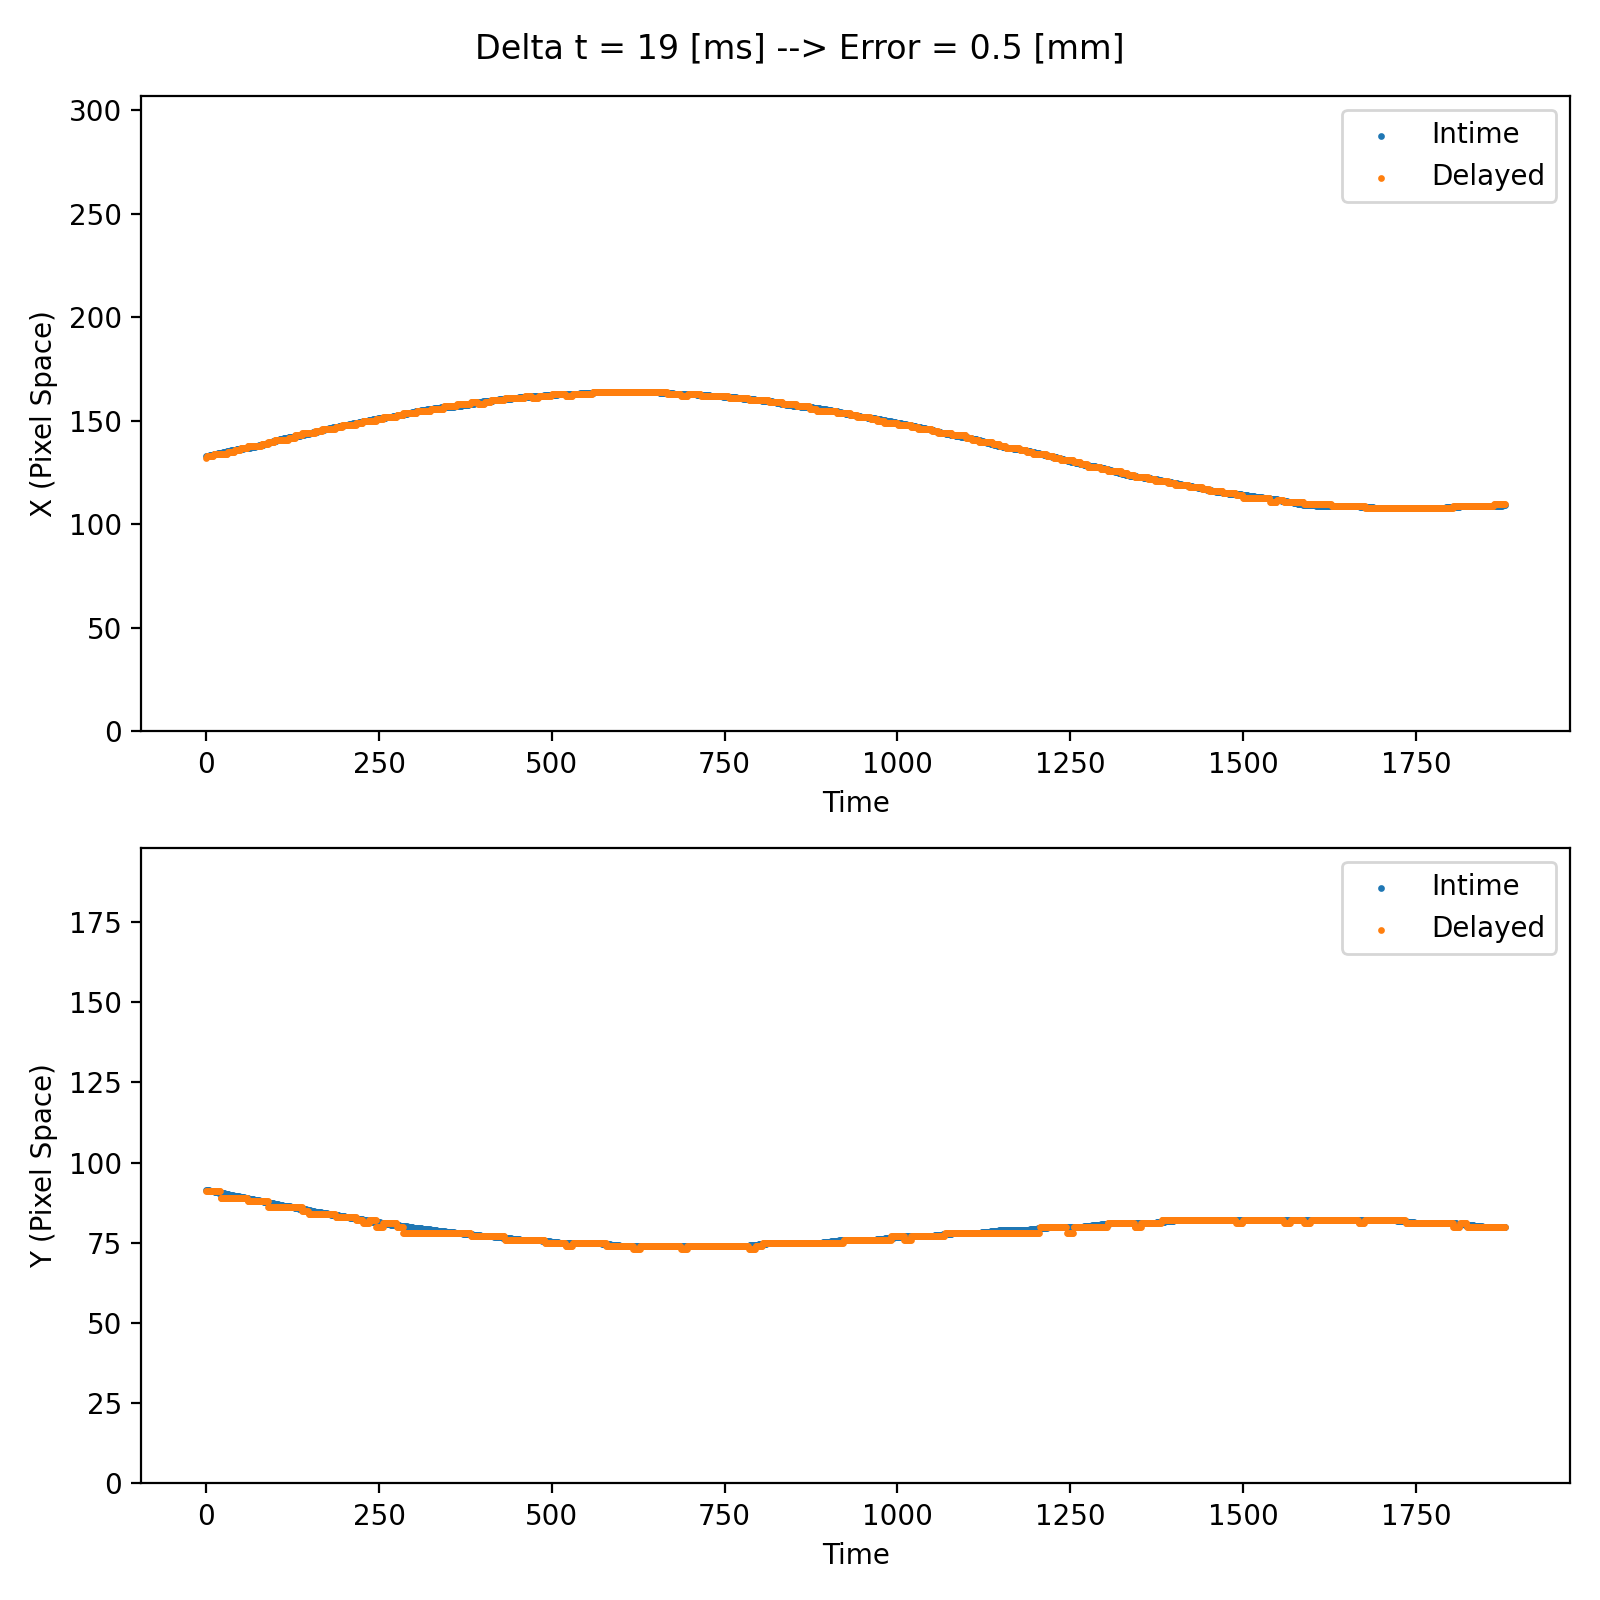 Delta t = 19 [ms] --> Error = 0.5 [mm]
300
250
200
150
100
50
0
X (Pixel Space)
Intime
Delayed
0 250 500 750 1000 1250 1500 1750
Time
175
150
125
100
75
50
25
0
Y (Pixel Space)
Intime
Delayed
0 250 500 750 1000 1250 1500 1750
Time